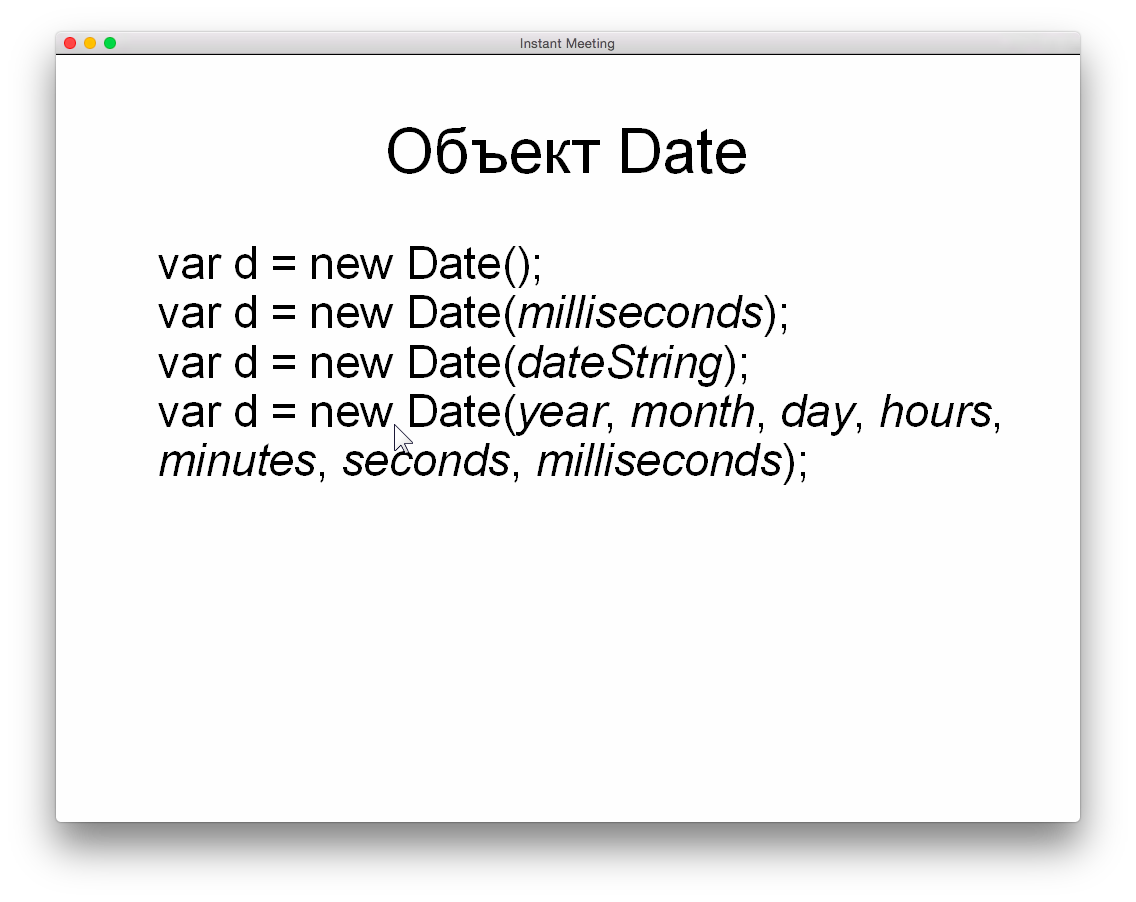 Instant Meeting
Объект Date
var d = new Date();
var d = new Date(milliseconds);
var d = new Date(dateString);
var d = new Date(year, month, day, hours,
minutes, seconds, milliseconds);